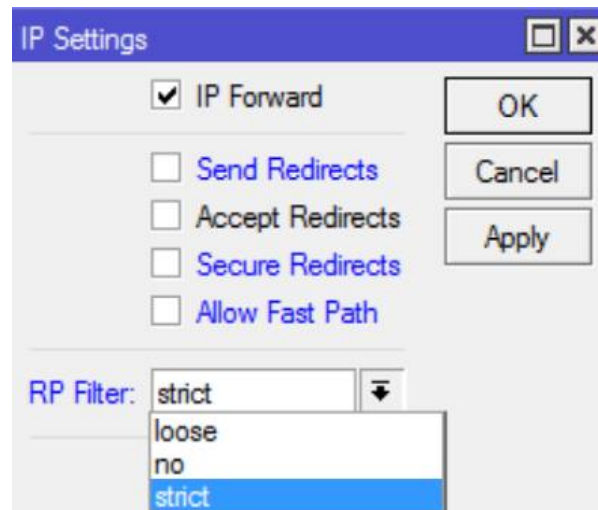 IP Settings
IP Forward
OK
Send Redirects
Cancel
Accept Redirects
Apply
Secure Redirects
Allow Fast Path
RP Filter: strict
loose
no
strict